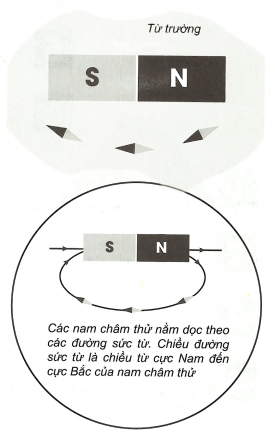 Từ trường
S N
S N
Các nam châm thử nằm dọc theo
các đường sức từ. Chiều đường
sức từ là chiều từ cực Nam đến
cực Bắc của nam châm thử